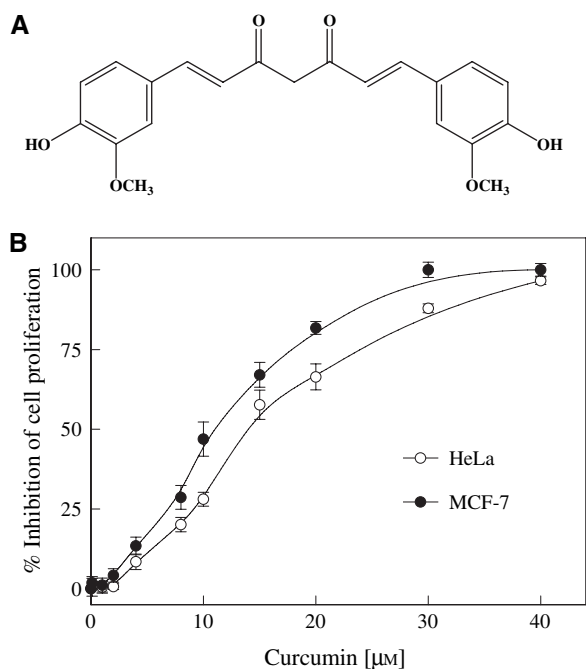 A
O O
HO OH
OCH3 OCH3
B
% Inhibition of cell proliferation
100
75
50
25
0
HeLa
MCF-7
0 10 20 30 40
Curcumin [μM]